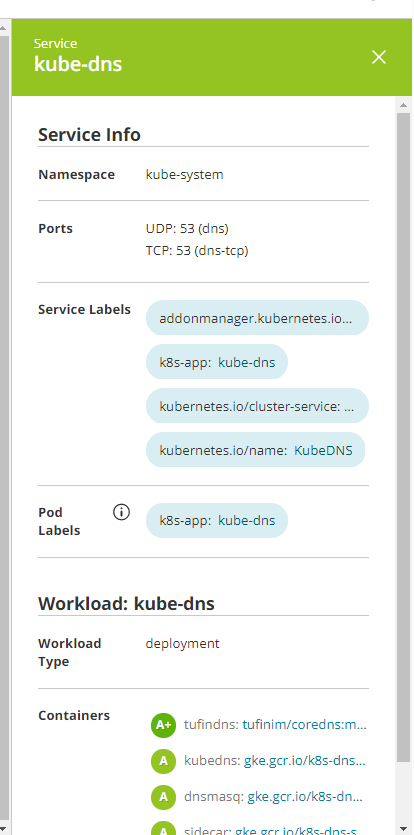 Service
kube-dns
Service Info
Namespace kube-system
Ports UDP: 53 (dns)
TCP: 53 (dns-tcp)
Service Labels addonmanager.kubernetes.io...
k8s-app: kube-dns
kubernetes.io/cluster-service: ...
kubernetes.io/name: KubeDNS
Pod Labels k8s-app: kube-dns
Workload: kube-dns
Workload Type deployment
Containers
A+ tufindns: tufinim/coredns:m...
A kubedns: gke.gcr.io/k8s-dns...
A dnsmasq: gke.gcr.io/k8s-dn...
A sidecar: gke.gcr.io/k8s-dns-s...